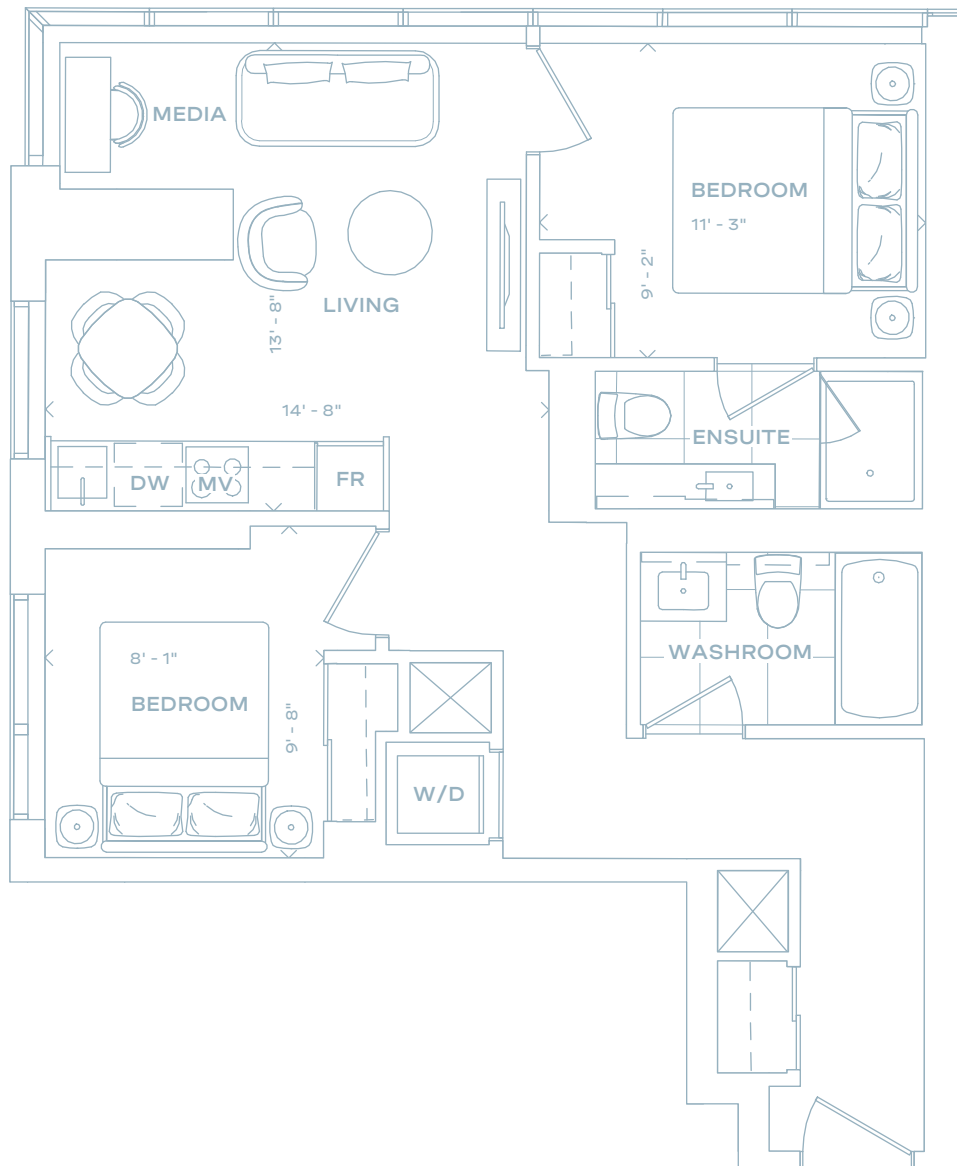 MEDIA
BEDROOM
11' - 3"
9' - 2"
LIVING
13' - 8"
14' - 8"
ENSUITE
DW
MV
FR
WASHROOM
8' - 1"
BEDROOM
9' - 8"
W/D